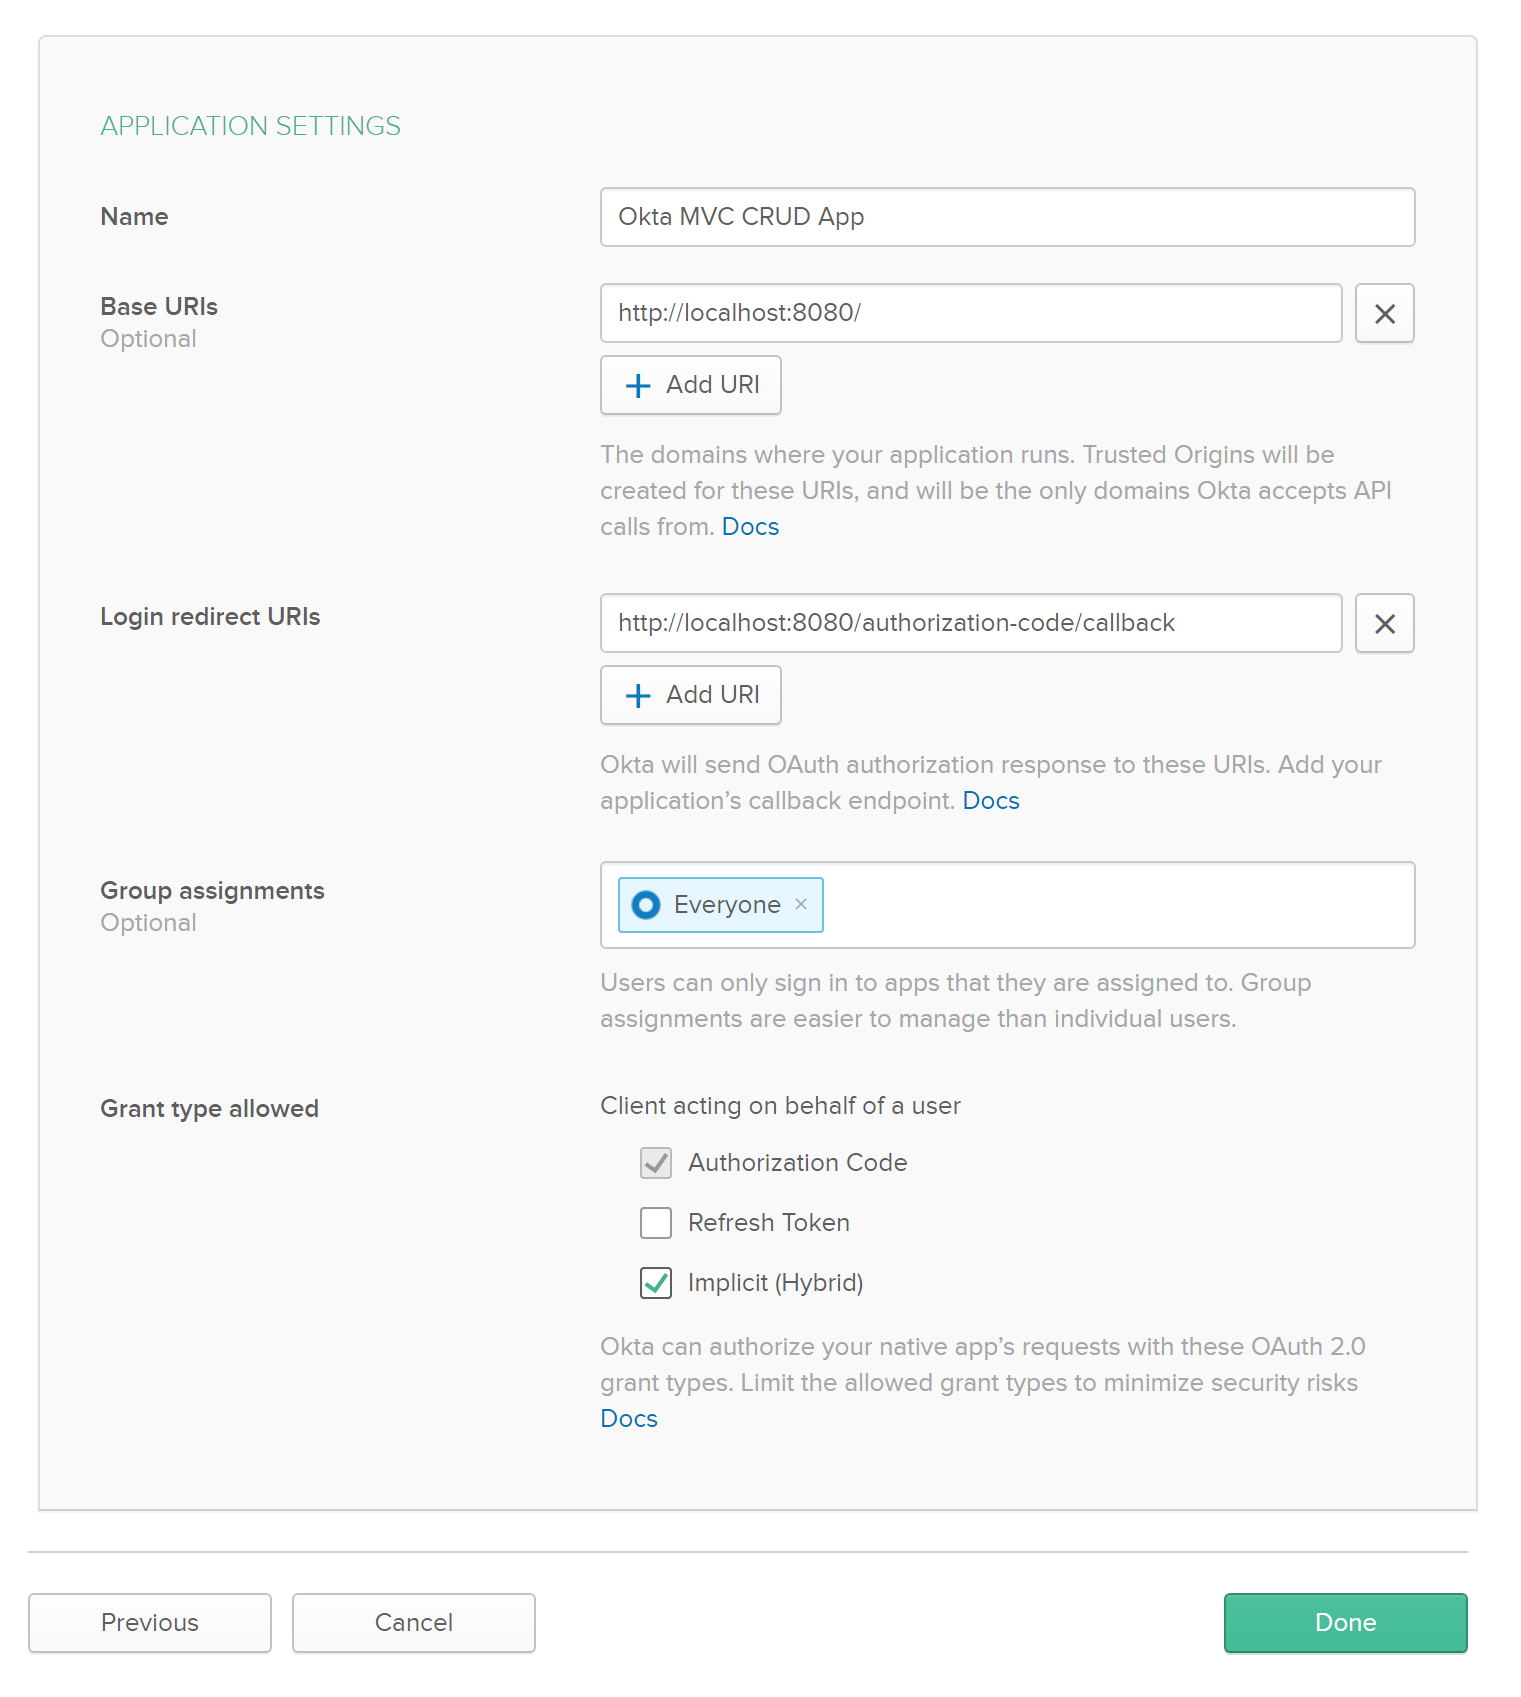 APPLICATION SETTINGS
Name
Okta MVC CRUD App
Base URIs
Optional
http://localhost:8080/
Add URI
The domains where your application runs. Trusted Origins will be
created for these URIs, and will be the only domains Okta accepts API
calls from. Docs
Login redirect URIs
http://localhost:8080/authorization-code/callback
Add URI
Okta will send OAuth authorization response to these URIs. Add your
application’s callback endpoint. Docs
Group assignments
Optional
Everyone
Users can only sign in to apps that they are assigned to. Group
assignments are easier to manage than individual users.
Grant type allowed
Client acting on behalf of a user
Authorization Code
Refresh Token
Implicit (Hybrid)
Okta can authorize your native app’s requests with these OAuth 2.0
grant types. Limit the allowed grant types to minimize security risks
Docs
Previous
Cancel
Done